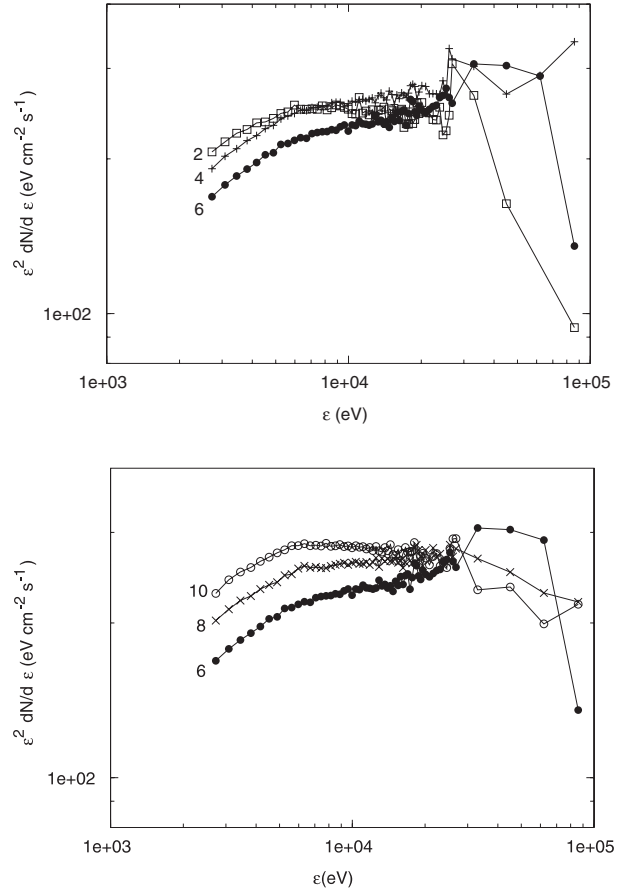 ε² dN/d ε (eV cm⁻² s⁻¹)
2
4
6
1e+02
1e+03
1e+04
1e+05
ε (eV)
ε² dN/d ε (eV cm⁻² s⁻¹)
10
8
6
1e+02
1e+03
1e+04
1e+05
ε(eV)